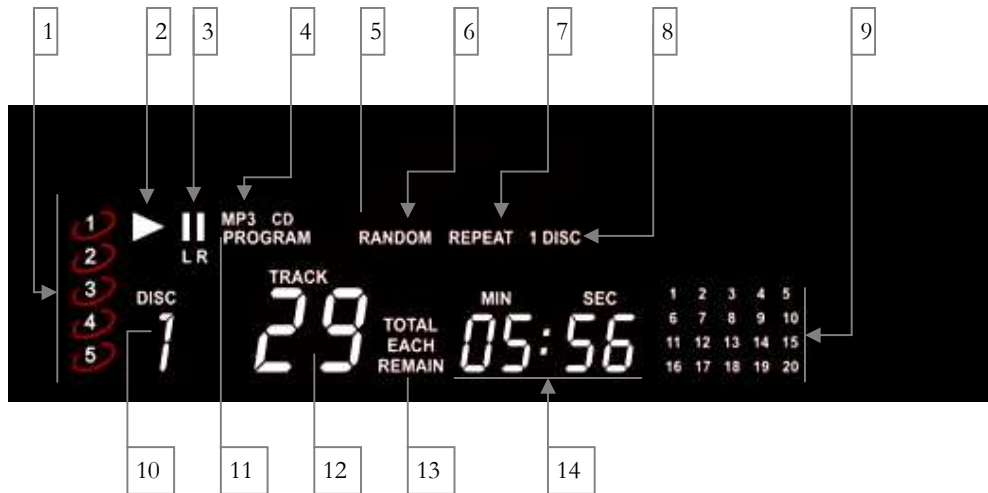 1 2 3 4 5 6 7 8 9
1
2
3
4
5
MP3 CD
PROGRAM RANDOM REPEAT 1 DISC
L R
DISC
1
TRACK
29
TOTAL
EACH
REMAIN
MIN SEC
05:56
1 2 3 4 5
6 7 8 9 10
11 12 13 14 15
16 17 18 19 20
10 11 12 13 14